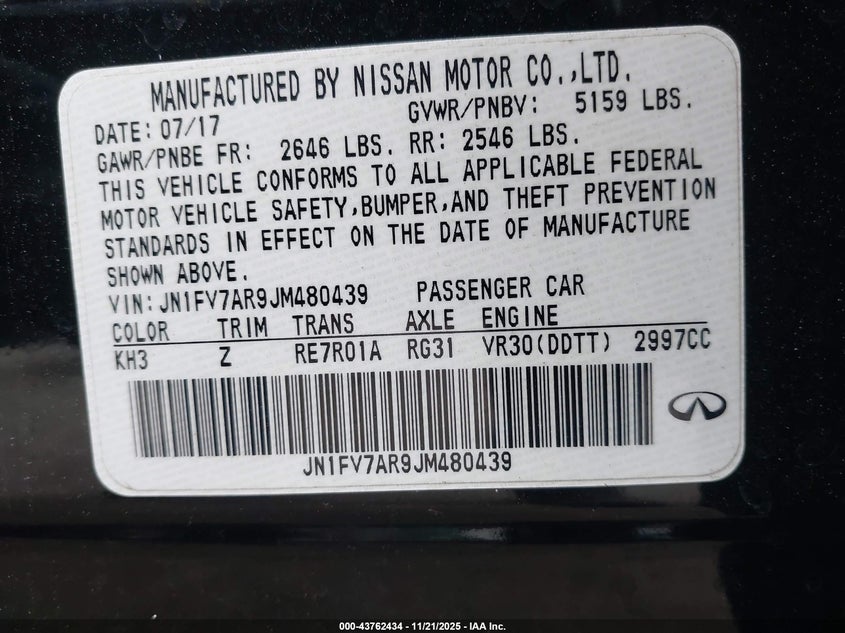 MANUFACTURED BY NISSAN MOTOR CO.,LTD.
DATE: 07/17 GVWR/PNBV: 5159 LBS.
GAWR/PNBE FR: 2646 LBS. RR: 2546 LBS.
THIS VEHICLE CONFORMS TO ALL APPLICABLE FEDERAL
MOTOR VEHICLE SAFETY,BUMPER,AND THEFT PREVENTION
STANDARDS IN EFFECT ON THE DATE OF MANUFACTURE
SHOWN ABOVE.
VIN:JN1FV7AR9JM480439 PASSENGER CAR
COLOR TRIM TRANS AXLE ENGINE
KH3 Z RE7R01A RG31 VR30(DDTT) 2997CC
JN1FV7AR9JM480439
000-43762434 - 11/21/2025 - IAA Inc.